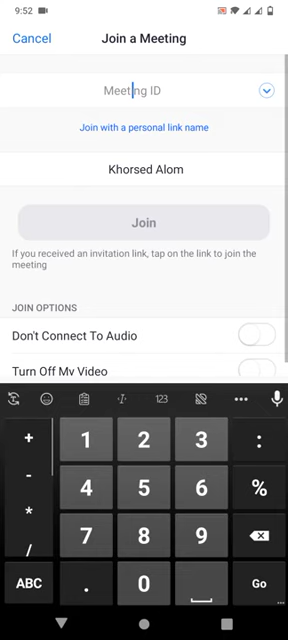 9:52
Cancel
Join a Meeting
Meeting ID
Join with a personal link name
Khorsed Alom
Join
If you received an invitation link, tap on the link to join the
meeting
JOIN OPTIONS
Don't Connect To Audio
Turn Off My Video
123
+ 1 2 3 :
- 4 5 6 %
* 7 8 9
/
ABC . 0 Go